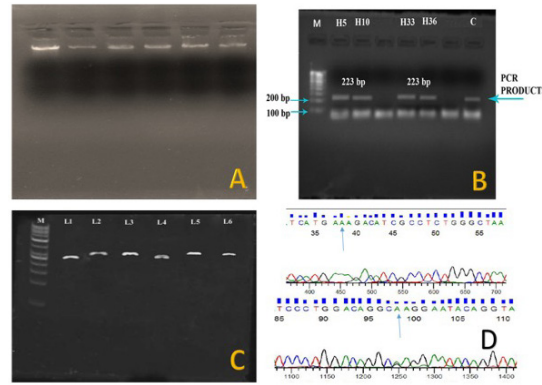 A
M H5 H10 H33 H36 C
223 bp 223 bp
PCR
PRODUCT
200 bp
100 bp
B
M L1 L2 L3 L4 L5 L6
C
TCATGAAAGACATCGCCTCTGGGCTAA
35 40 45 50 55
400 450 500 550 600 650 700
TCCCTGGACAGGCAAGGAATACAGGTA
85 90 95 100 105 110
D
1100 1150 1200 1250 1300 1350 1400